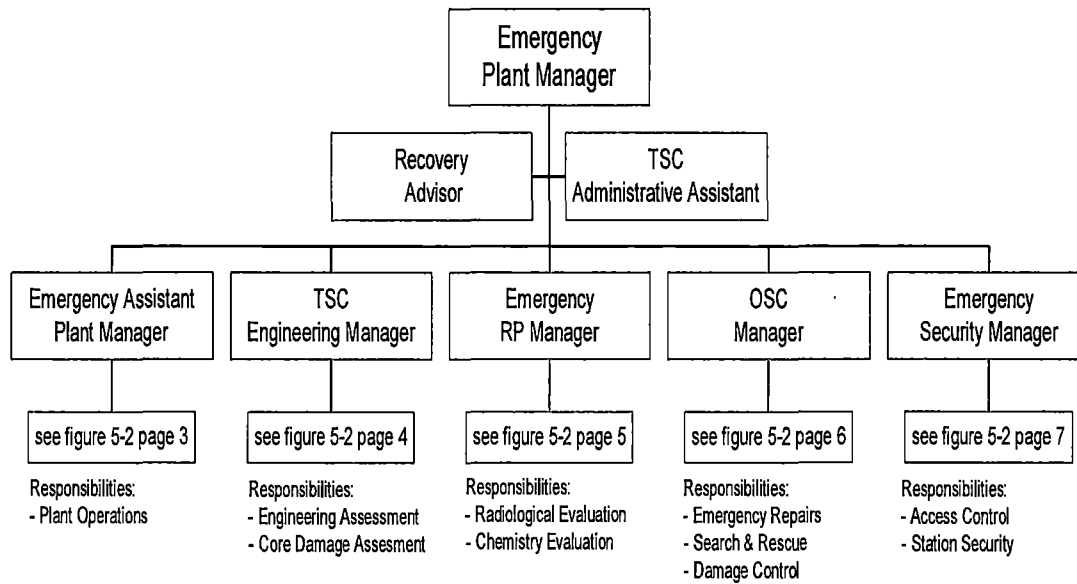 Emergency
Plant Manager
Recovery
Advisor
TSC
Administrative Assistant
Emergency Assistant
Plant Manager
TSC
Engineering Manager
Emergency
RP Manager
OSC
Manager
Emergency
Security Manager
see figure 5-2 page 3
see figure 5-2 page 4
see figure 5-2 page 5
see figure 5-2 page 6
see figure 5-2 page 7
Responsibilities:
- Plant Operations
Responsibilities:
- Engineering Assessment
- Core Damage Assesment
Responsibilities:
- Radiological Evaluation
- Chemistry Evaluation
Responsibilities:
- Emergency Repairs
- Search & Rescue
- Damage Control
Responsibilities:
- Access Control
- Station Security